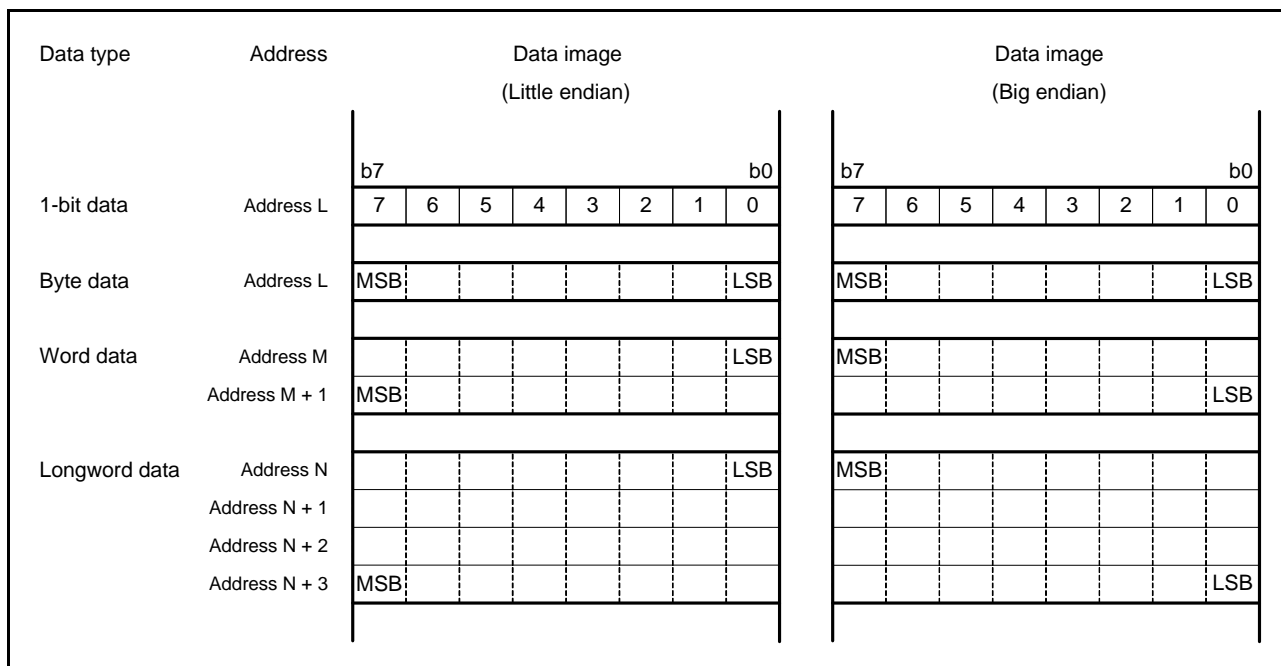 Data type Address Data image Data image
(Little endian) (Big endian)
b7 b0 b7 b0
1-bit data Address L 7 6 5 4 3 2 1 0 7 6 5 4 3 2 1 0
Byte data Address L MSB LSB MSB LSB
Word data Address M LSB MSB
Address M + 1 MSB LSB
Longword data Address N LSB MSB
Address N + 1
Address N + 2
Address N + 3 MSB LSB